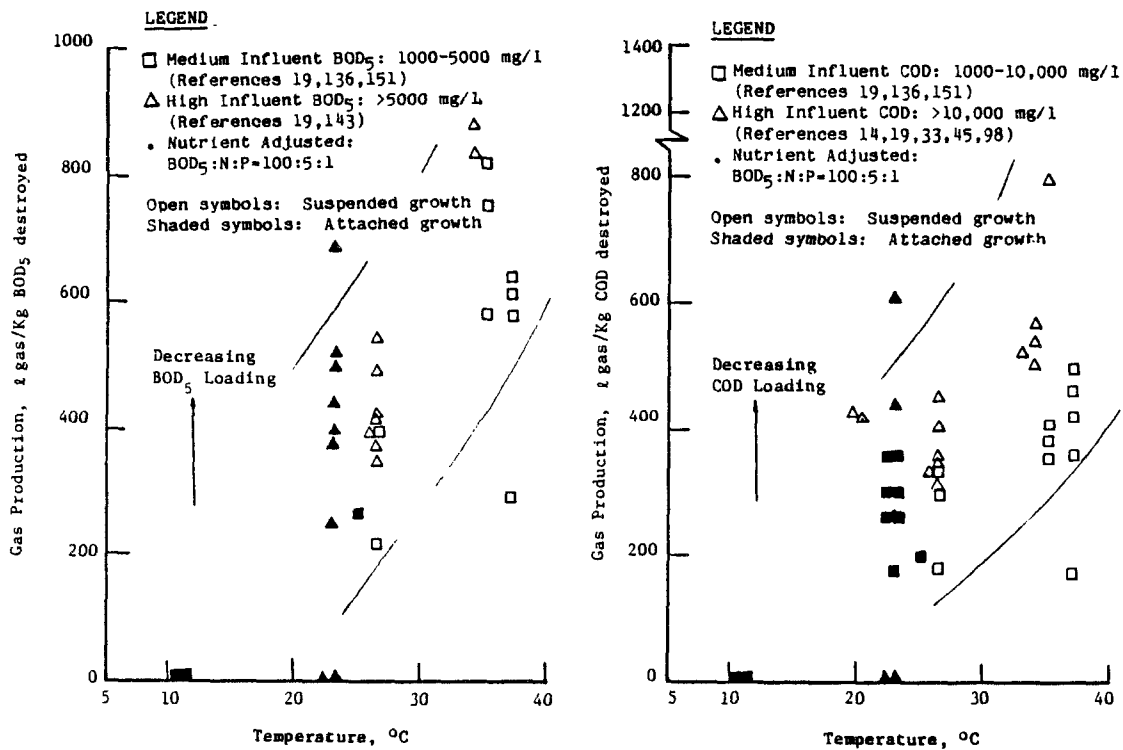 LEGEND
□ Medium Influent BOD5: 1000-5000 mg/l
(References 19,136,151)
△ High Influent BOD5: >5000 mg/L
(References 19,143)
• Nutrient Adjusted:
BOD5:N:P=100:5:1
Open symbols: Suspended growth
Shaded symbols: Attached growth
Decreasing
BOD5 Loading
Gas Production, ℓ gas/Kg BOD5 destroyed
1000
800
600
400
200
0
5 10 20 30 40
Temperature, °C
LEGEND
□ Medium Influent COD: 1000-10,000 mg/l
(References 19,136,151)
△ High Influent COD: >10,000 mg/l
(References 14,19,33,45,98)
• Nutrient Adjusted:
BOD5:N:P=100:5:1
Open symbols: Suspended growth
Shaded symbols: Attached growth
Decreasing
COD Loading
Gas Production, ℓ gas/Kg COD destroyed
1400
1200
800
600
400
200
0
5 10 20 30 40
Temperature, °C